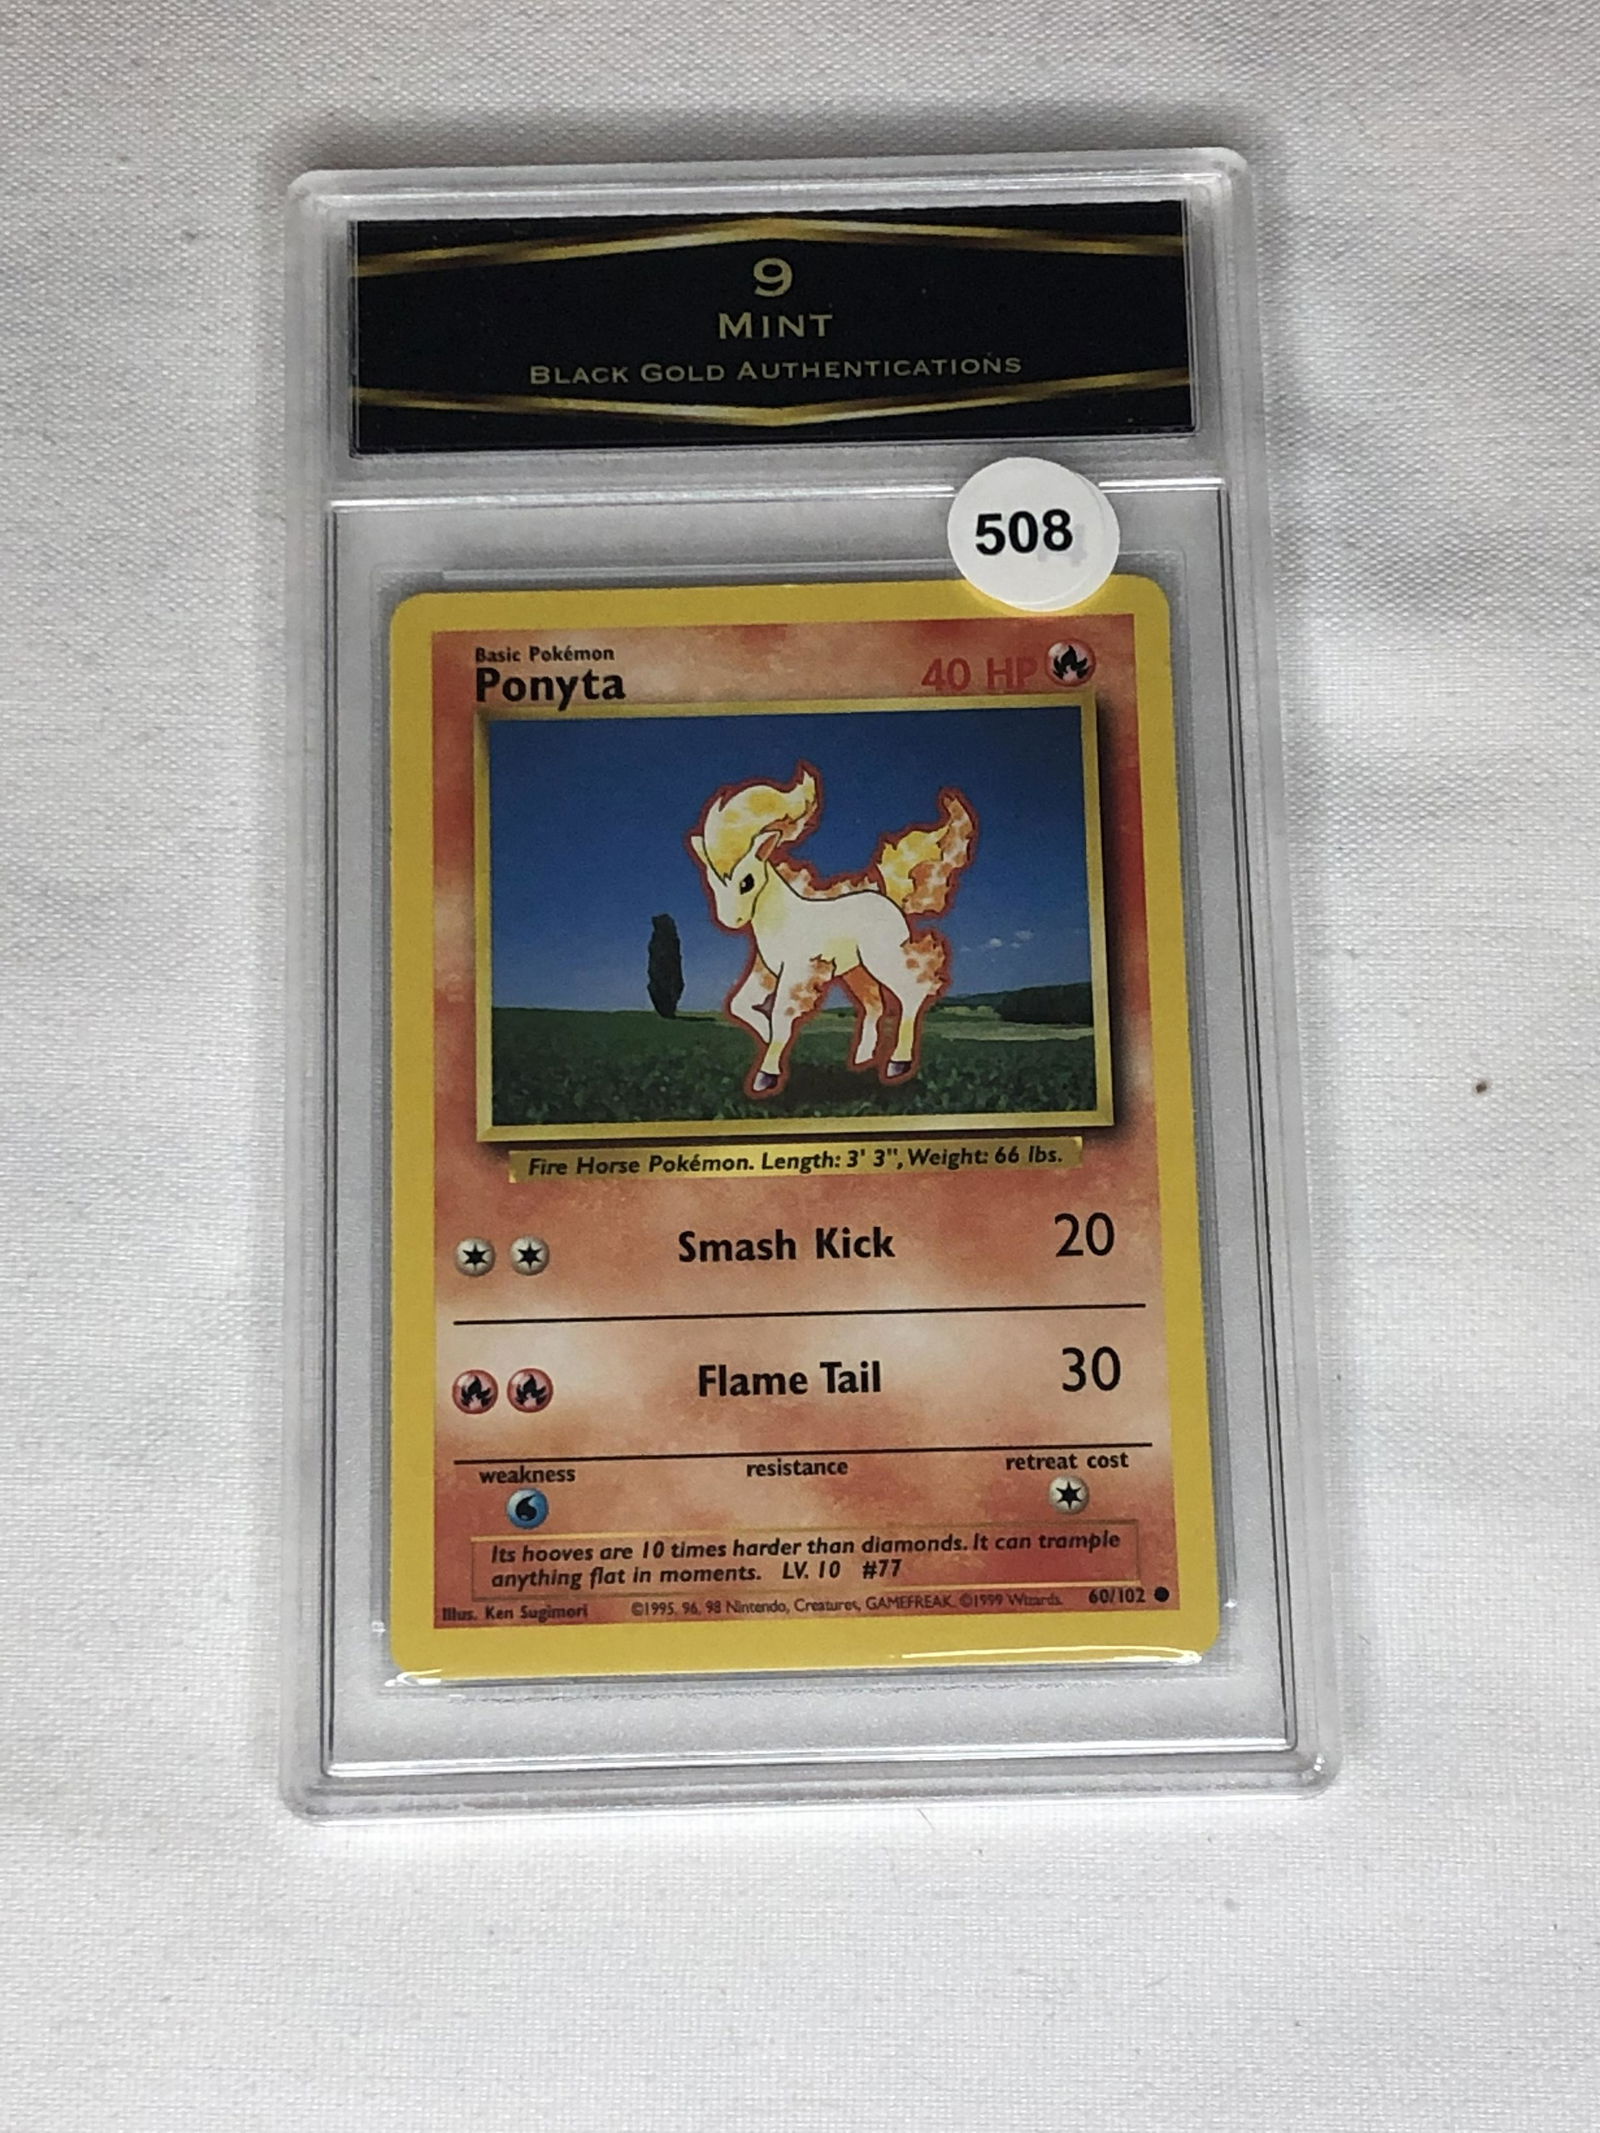 9
MINT
BLACK GOLD AUTHENTICATIONS
508
Basic Pokémon
Ponyta 40 HP
Fire Horse Pokémon. Length: 3' 3", Weight: 66 lbs.
Smash Kick 20
Flame Tail 30
weakness resistance retreat cost
Its hooves are 10 times harder than diamonds. It can trample
anything flat in moments. LV. 10 #77
Illus. Ken Sugimori ©1995, 96, 98 Nintendo, Creatures, GAMEFREAK. ©1999 Wizards. 60/102 ●